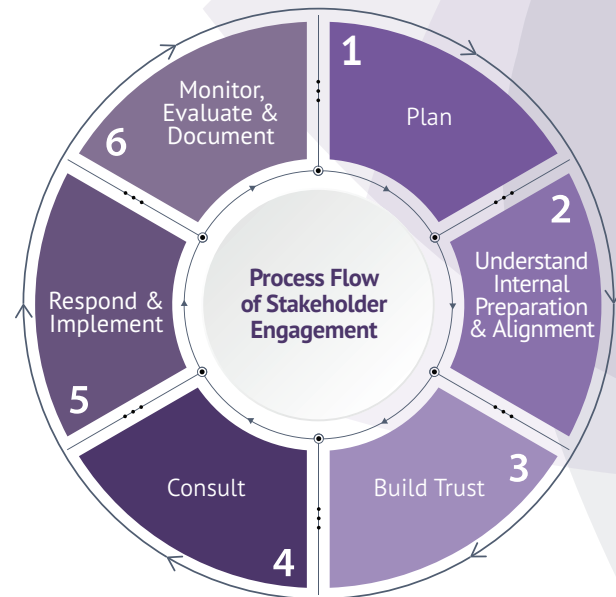 1
Plan
2
Understand
Internal
Preparation
& Alignment
3
Build Trust
4
Consult
5
Respond &
Implement
6
Monitor,
Evaluate &
Document
Process Flow
of Stakeholder
Engagement